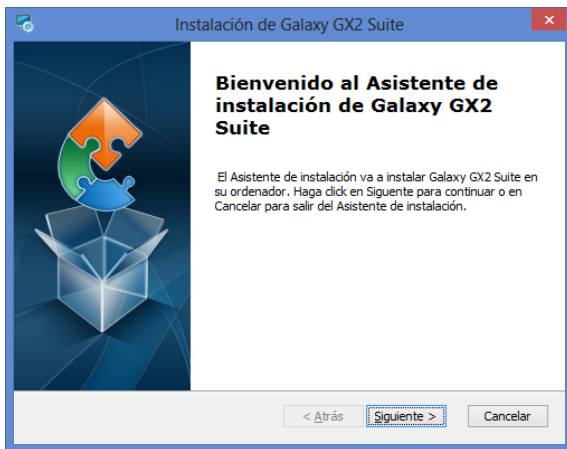 Instalación de Galaxy GX2 Suite
Bienvenido al Asistente de
instalación de Galaxy GX2
Suite
El Asistente de instalación va a instalar Galaxy GX2 Suite en
su ordenador. Haga click en Siguente para continuar o en
Cancelar para salir del Asistente de instalación.
< Atrás Siguiente > Cancelar